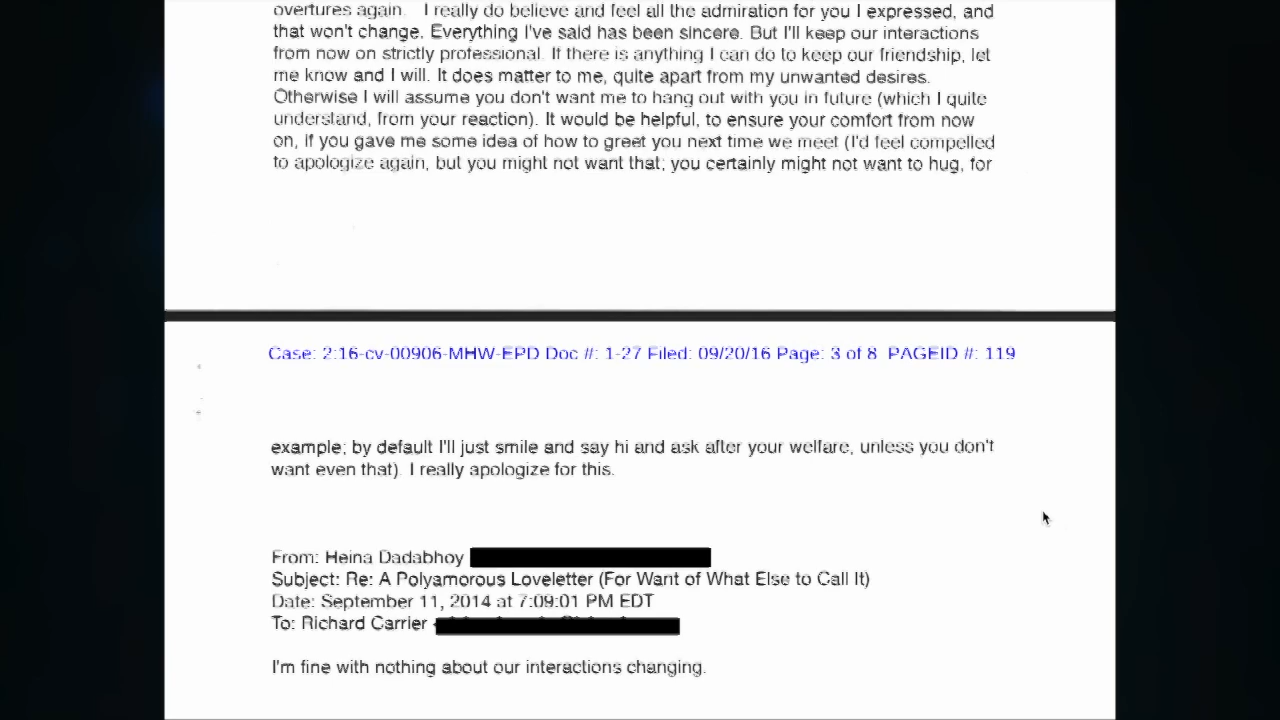 overtures again. I really do believe and feel all the admiration for you I expressed, and
that won't change. Everything I've said has been sincere. But I'll keep our interactions
from now on strictly professional. If there is anything I can do to keep our friendship, let
me know and I will. It does matter to me, quite apart from my unwanted desires.
Otherwise I will assume you don't want me to hang out with you in future (which I quite
understand, from your reaction). It would be helpful, to ensure your comfort from now
on, if you gave me some idea of how to greet you next time we meet (I'd feel compelled
to apologize again, but you might not want that; you certainly might not want to hug, for
Case: 2:16-cv-00906-MHW-EPD Doc #: 1-27 Filed: 09/20/16 Page: 3 of 8 PAGEID #: 119
example; by default I'll just smile and say hi and ask after your welfare, unless you don't
want even that). I really apologize for this.
From: Heina Dadabhoy
Subject: Re: A Polyamorous Loveletter (For Want of What Else to Call It)
Date: September 11, 2014 at 7:09:01 PM EDT
To: Richard Carrier
I'm fine with nothing about our interactions changing.